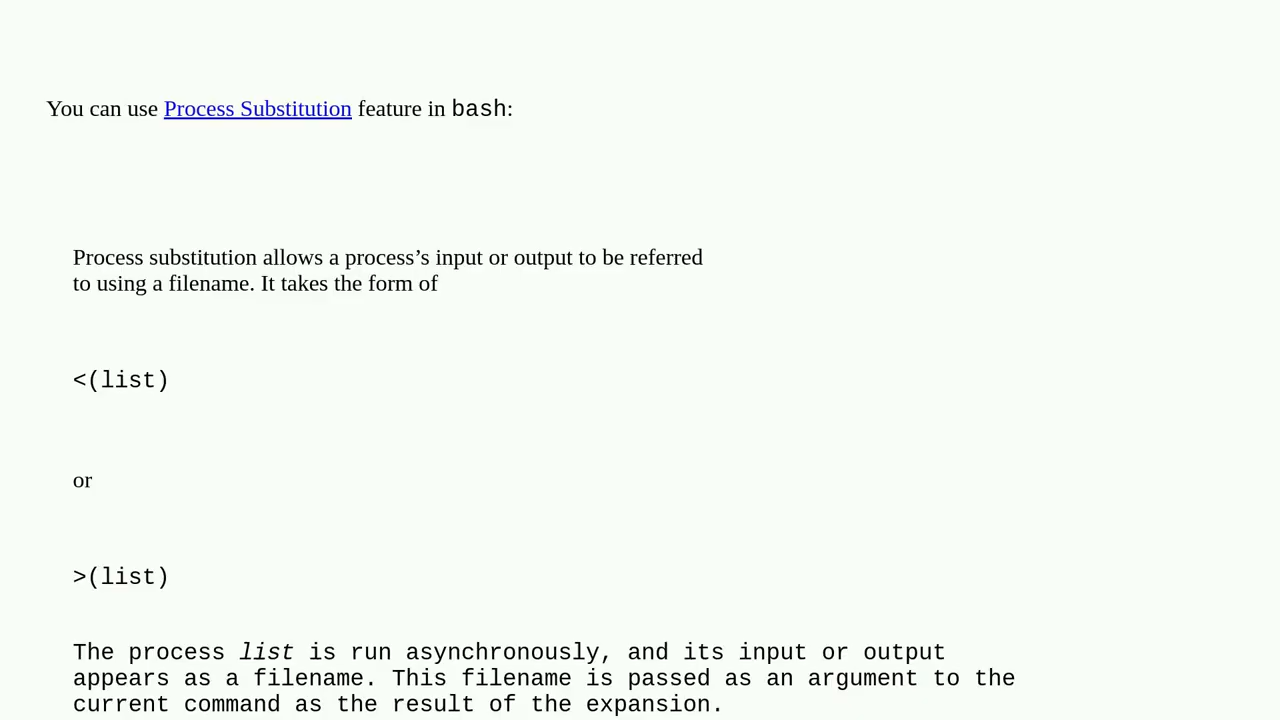 You can use Process Substitution feature in bash:
Process substitution allows a process’s input or output to be referred
to using a filename. It takes the form of
<(list)
or
>(list)
The process list is run asynchronously, and its input or output
appears as a filename. This filename is passed as an argument to the
current command as the result of the expansion.